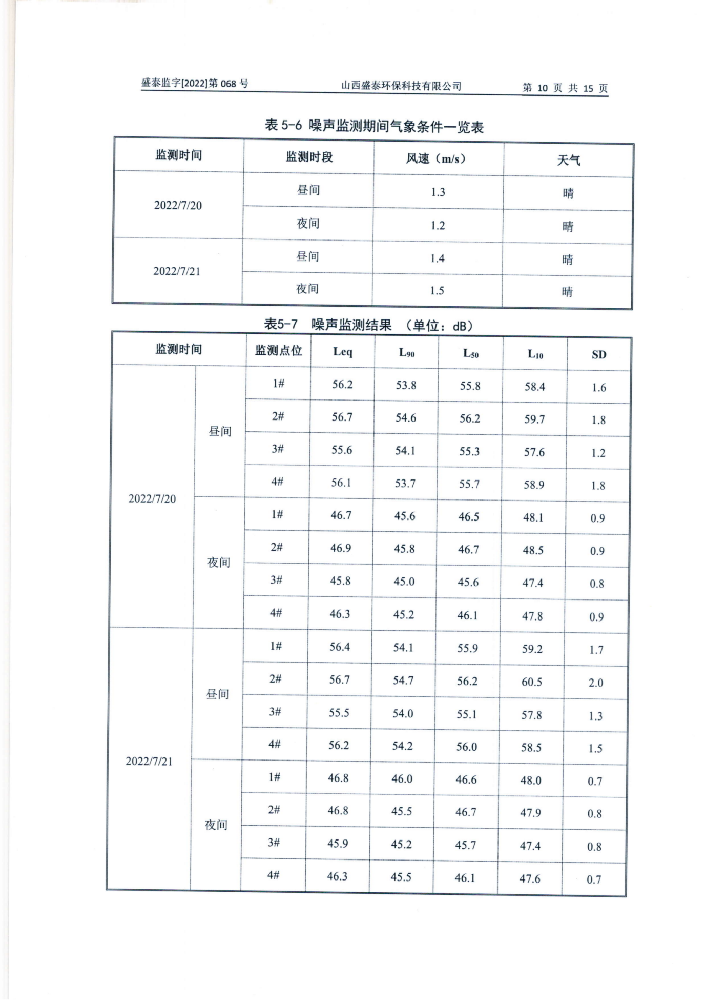 盛泰监字[2022]第 068 号 山西盛泰环保科技有限公司 第 10 页 共 15 页
表 5-6 噪声监测期间气象条件一览表
监测时间 监测时段 风速（m/s） 天气
2022/7/20 昼间 1.3 晴
夜间 1.2 晴
2022/7/21 昼间 1.4 晴
夜间 1.5 晴
表5-7 噪声监测结果 （单位：dB）
监测时间 监测点位 Leq L90 L50 L10 SD
2022/7/20 昼间 1# 56.2 53.8 55.8 58.4 1.6
2# 56.7 54.6 56.2 59.7 1.8
3# 55.6 54.1 55.3 57.6 1.2
4# 56.1 53.7 55.7 58.9 1.8
夜间 1# 46.7 45.6 46.5 48.1 0.9
2# 46.9 45.8 46.7 48.5 0.9
3# 45.8 45.0 45.6 47.4 0.8
4# 46.3 45.2 46.1 47.8 0.9
2022/7/21 昼间 1# 56.4 54.1 55.9 59.2 1.7
2# 56.7 54.7 56.2 60.5 2.0
3# 55.5 54.0 55.1 57.8 1.3
4# 56.2 54.2 56.0 58.5 1.5
夜间 1# 46.8 46.0 46.6 48.0 0.7
2# 46.8 45.5 46.7 47.9 0.8
3# 45.9 45.2 45.7 47.4 0.8
4# 46.3 45.5 46.1 47.6 0.7